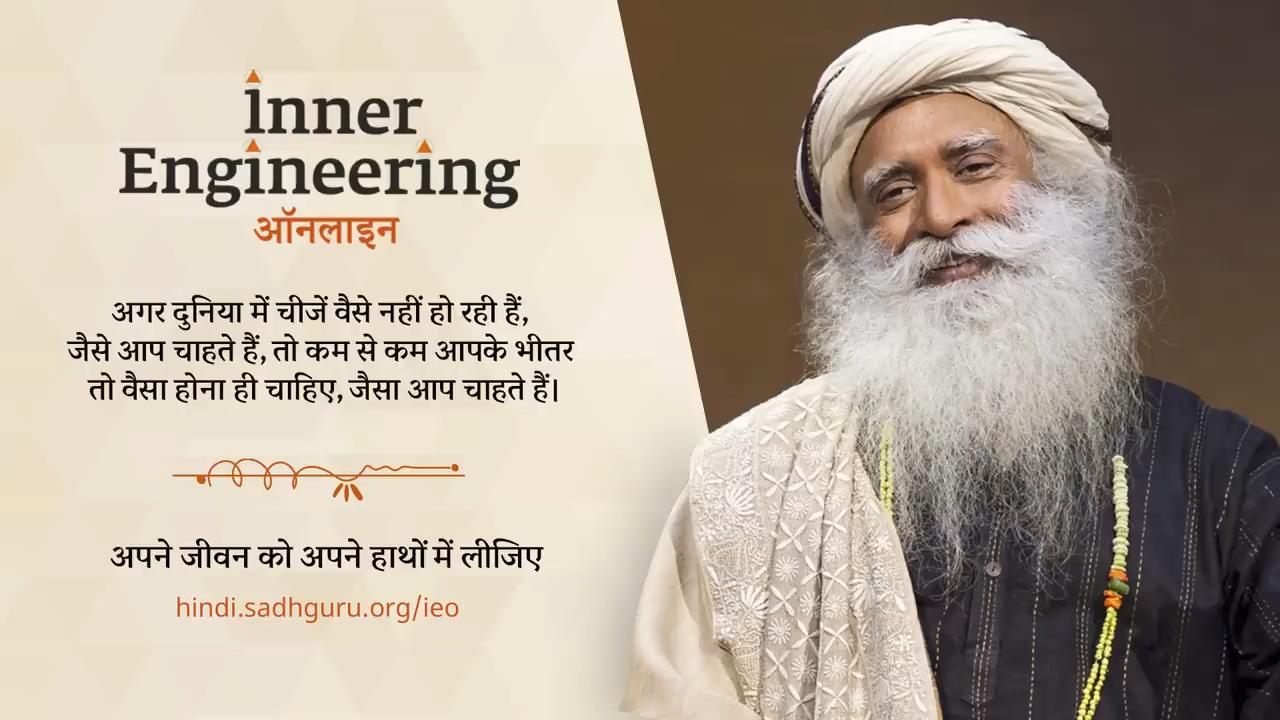 inner
Engineering
ऑनलाइन
अगर दुनिया में चीजें वैसे नहीं हो रही हैं,
जैसे आप चाहते हैं, तो कम से कम आपके भीतर
तो वैसा होना ही चाहिए, जैसा आप चाहते हैं।
अपने जीवन को अपने हाथों में लीजिए
hindi.sadhguru.org/ieo